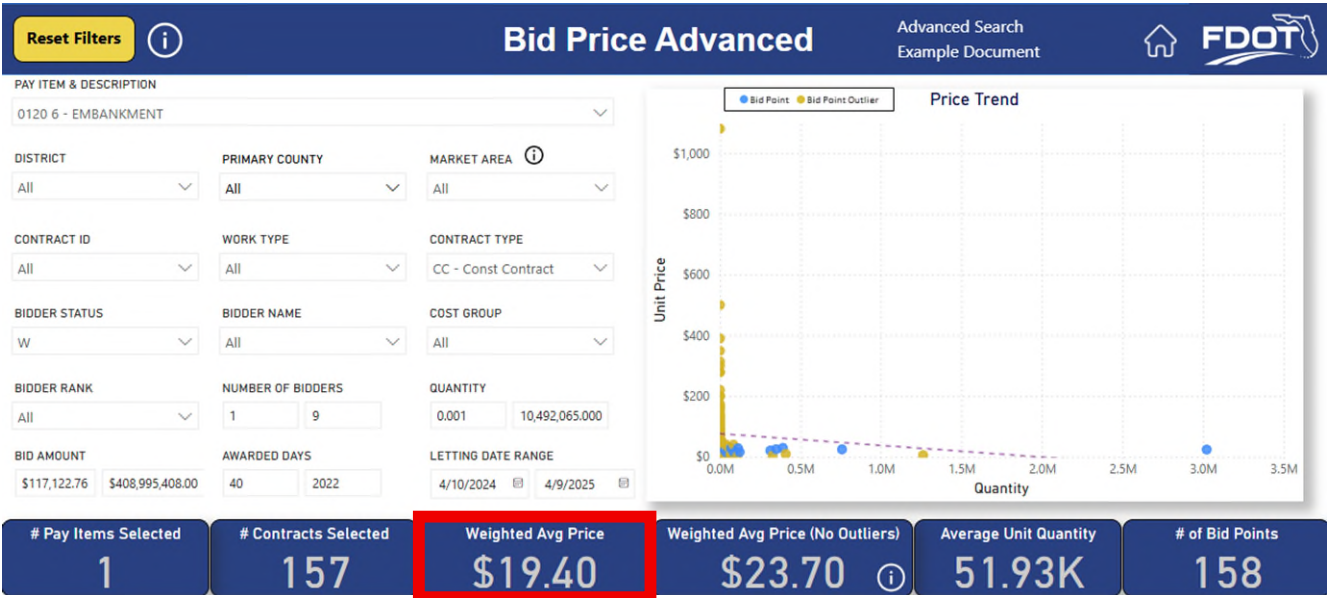 Reset Filters
i
Bid Price Advanced
Advanced Search
Example Document
FDOT
PAY ITEM & DESCRIPTION
0120 6 - EMBANKMENT
DISTRICT
PRIMARY COUNTY
MARKET AREA i
All
All
All
CONTRACT ID
WORK TYPE
CONTRACT TYPE
All
All
CC - Const Contract
BIDDER STATUS
BIDDER NAME
COST GROUP
W
All
All
BIDDER RANK
NUMBER OF BIDDERS
QUANTITY
All
1
9
0.001
10,492,065.000
BID AMOUNT
AWARDED DAYS
LETTING DATE RANGE
$117,122.76
$408,995,408.00
40
2022
4/10/2024
4/9/2025
Bid Point
Bid Point Outlier
Price Trend
Unit Price
$1,000
$800
$600
$400
$200
$0
0.0M
0.5M
1.0M
1.5M
2.0M
2.5M
3.0M
3.5M
Quantity
# Pay Items Selected
1
# Contracts Selected
157
Weighted Avg Price
$19.40
Weighted Avg Price (No Outliers)
$23.70 i
Average Unit Quantity
51.93K
# of Bid Points
158